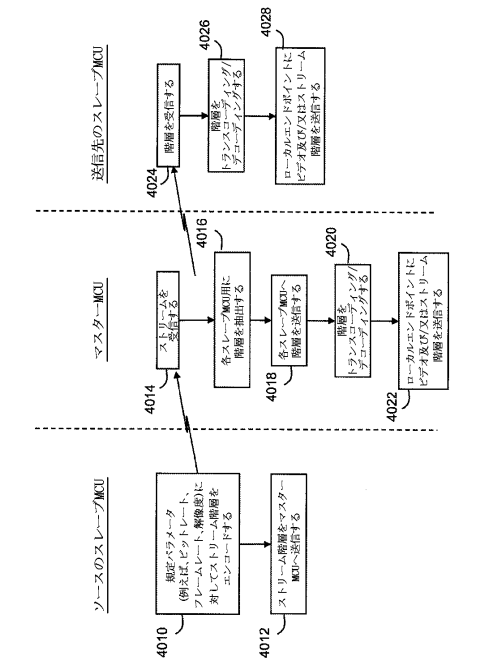 ソースのスレーブMCU
4010
規定パラメータ
(例えば、ビットレート、
フレームレート、解像度)に
対してストリーム階層を
エンコードする
4012
ストリーム階層をマスター
MCUへ送信する
マスターMCU
4014
ストリームを
受信する
4016
各スレーブMCU用に
階層を抽出する
4018
各スレーブMCUへ
階層を送信する
4020
階層を
トランスコーディング/
デコーディングする
4022
ローカルエンドポイントに
ビデオ及び/又はストリーム
階層を送信する
送信先のスレーブMCU
4024
階層を受信する
4026
階層を
トランスコーディング/
デコーディングする
4028
ローカルエンドポイントに
ビデオ及び/又はストリーム
階層を送信する